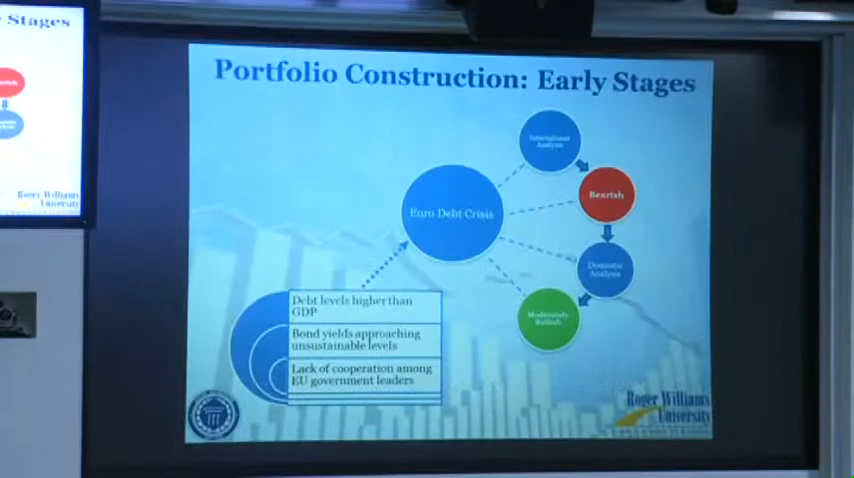 Stages
Roger Williams
University
Portfolio Construction: Early Stages
International
Analysis
Bearish
Euro Debt Crisis
Domestic
Analysis
Moderately
Bullish
Debt levels higher than
GDP
Bond yields approaching
unsustainable levels
Lack of cooperation among
EU government leaders
Roger Williams
University